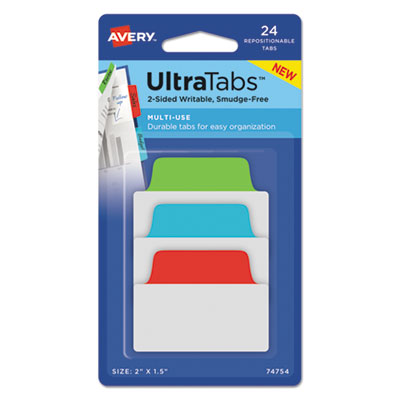 AVERY
24
REPOSITIONABLE
TABS
UltraTabs™
NEW
2-Sided Writable, Smudge-Free
MULTI-USE
Durable tabs for easy organization
SIZE: 2" X 1.5"
74754